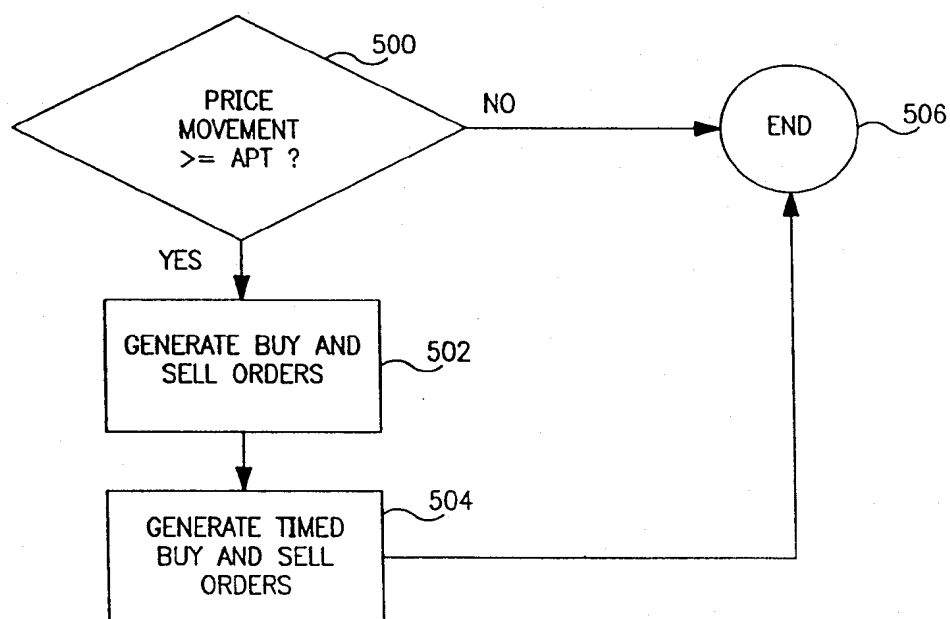 500
PRICE
MOVEMENT
>= APT ?
NO
END
506
YES
GENERATE BUY AND
SELL ORDERS
502
504
GENERATE TIMED
BUY AND SELL
ORDERS